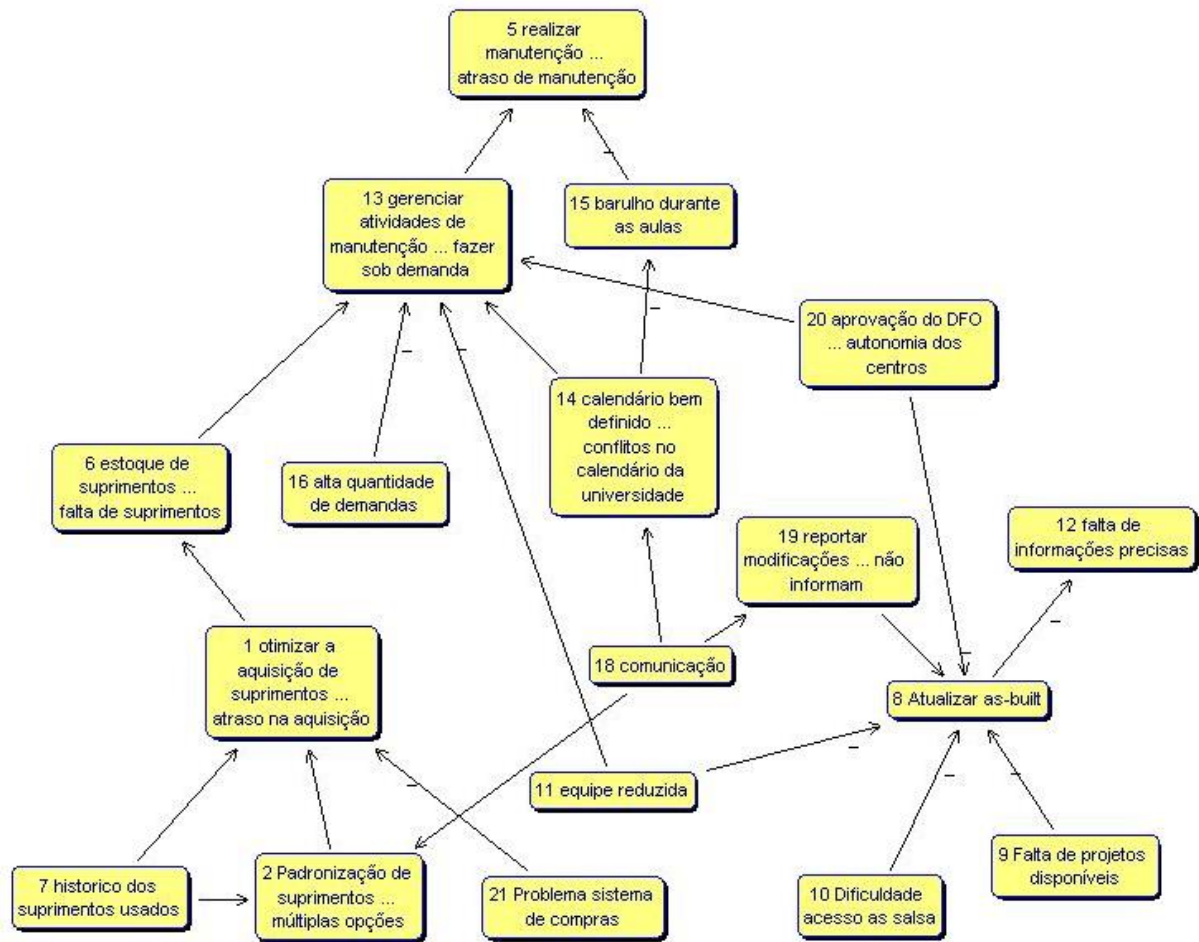 5 realizar
manutenção ...
atraso de manutenção
13 gerenciar
atividades de
manutenção ... fazer
sob demanda
15 barulho durante
as aulas
20 aprovação do DFO
... autonomia dos
centros
14 calendário bem
definido ...
conflitos no
calendário da
universidade
6 estoque de
suprimentos ...
falta de suprimentos
16 alta quantidade
de demandas
19 reportar
modificações ... não
informam
12 falta de
informações precisas
1 otimizar a
aquisição de
suprimentos ...
atraso na aquisição
18 comunicação
8 Atualizar as-built
11 equipe reduzida
7 historico dos
suprimentos usados
2 Padronização de
suprimentos ...
múltiplas opções
21 Problema sistema
de compras
10 Dificuldade
acesso as salsa
9 Falta de projetos
disponíveis